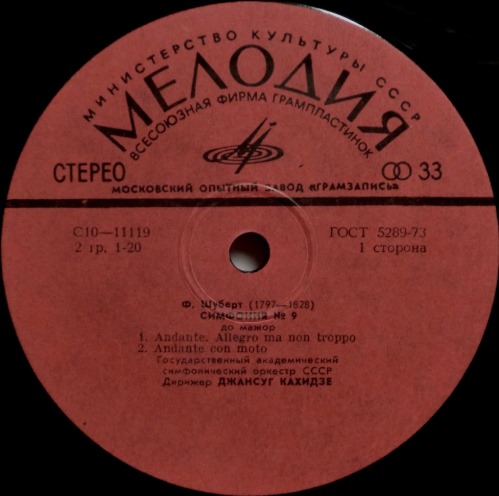 МИНИСТЕРСТВО КУЛЬТУРЫ СССР
МЕЛОДИЯ
ВСЕСОЮЗНАЯ ФИРМА ГРАМПЛАСТИНОК
СТЕРЕО 33
МОСКОВСКИЙ ОПЫТНЫЙ ЗАВОД «ГРАМЗАПИСЬ»
С10—11119 ГОСТ 5289-73
2 гр. 1-20 1 сторона
Ф. Шуберт (1797—1828)
СИМФОНИЯ № 9
до мажор
1. Andante. Allegro ma non troppo
2. Andante con moto
Государственный академический
симфонический оркестр СССР
Дирижер ДЖАНСУГ КАХИДЗЕ